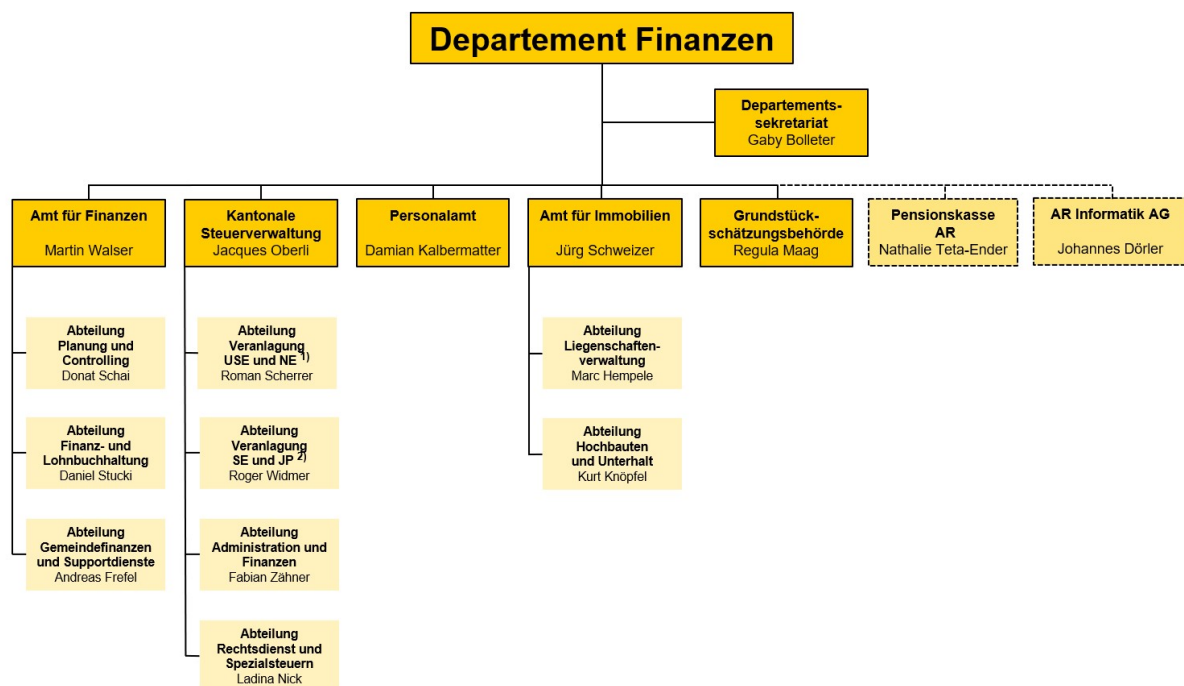 Departement Finanzen
Departements-
sekretariat
Gaby Bolleter
Amt für Finanzen
Martin Walser
Kantonale
Steuerverwaltung
Jacques Oberli
Personalamt
Damian Kalbermatter
Amt für Immobilien
Jürg Schweizer
Grundstück-
schätzungsbehörde
Regula Maag
Pensionskasse
AR
Nathalie Teta-Ender
AR Informatik AG
Johannes Dörler
Abteilung
Planung und
Controlling
Donat Schai
Abteilung
Veranlagung
USE und NE 1)
Roman Scherrer
Abteilung
Liegenschaften-
verwaltung
Marc Hempele
Abteilung
Finanz- und
Lohnbuchhaltung
Daniel Stucki
Abteilung
Veranlagung
SE und JP 2)
Roger Widmer
Abteilung
Hochbauten
und Unterhalt
Kurt Knöpfel
Abteilung
Gemeindefinanzen
und Supportdienste
Andreas Frefel
Abteilung
Administration und
Finanzen
Fabian Zähner
Abteilung
Rechtsdienst und
Spezialsteuern
Ladina Nick